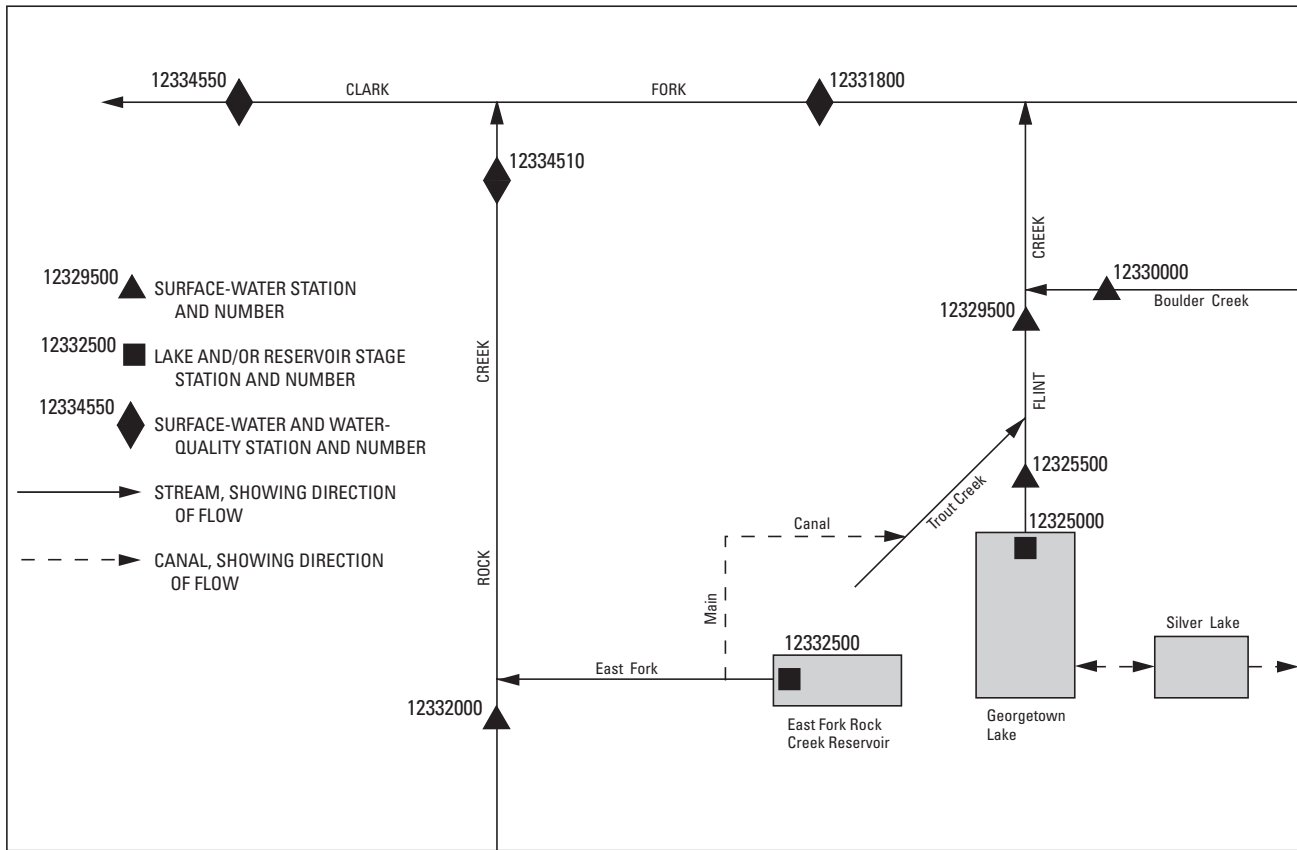 12334550
CLARK
FORK
12331800
12334510
CREEK
12329500
SURFACE-WATER STATION
AND NUMBER
12332500
LAKE AND/OR RESERVOIR STAGE
STATION AND NUMBER
12334550
SURFACE-WATER AND WATER-
QUALITY STATION AND NUMBER
STREAM, SHOWING DIRECTION
OF FLOW
CANAL, SHOWING DIRECTION
OF FLOW
CREEK
ROCK
12330000
Boulder Creek
12329500
FLINT
12325500
12325000
Trout Creek
Canal
Main
12332500
East Fork
12332000
East Fork Rock
Creek Reservoir
Georgetown
Lake
Silver Lake